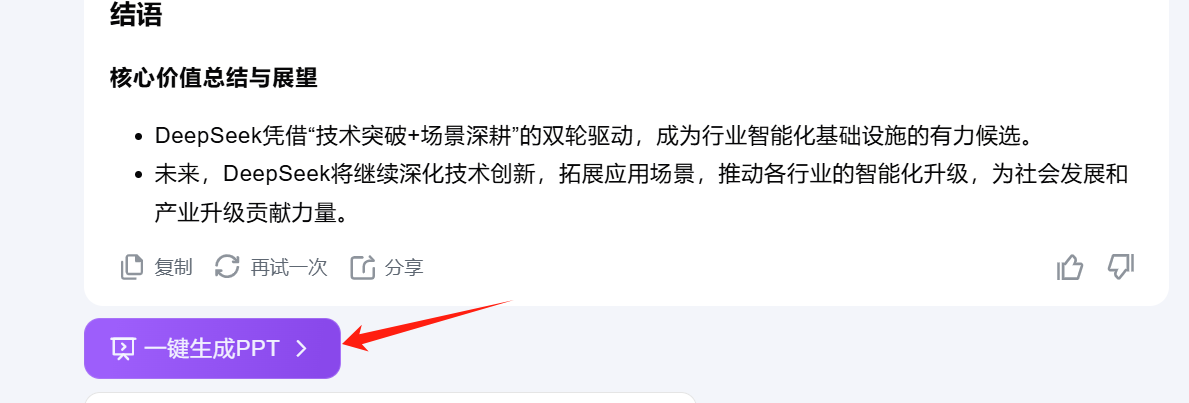 结语
核心价值总结与展望
• DeepSeek凭借“技术突破+场景深耕”的双轮驱动，成为行业智能化基础设施的有力候选。
• 未来，DeepSeek将继续深化技术创新，拓展应用场景，推动各行业的智能化升级，为社会发展和
产业升级贡献力量。
复制 再试一次 分享
一键生成PPT